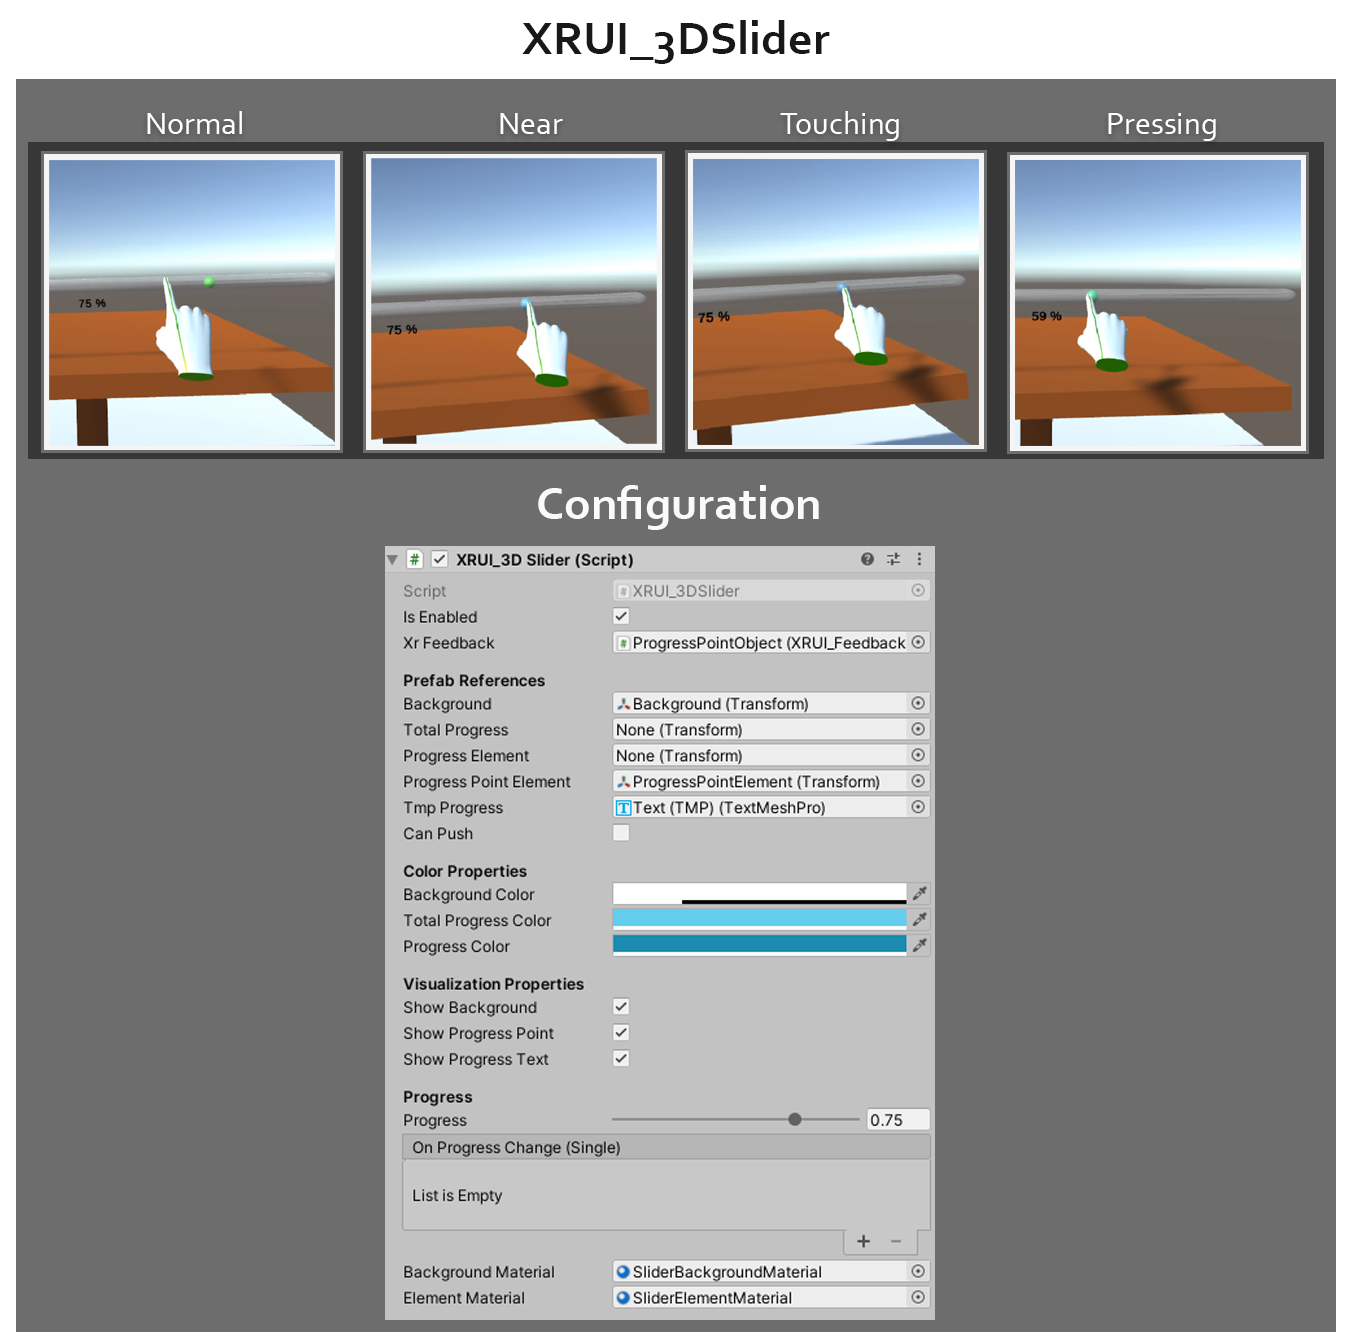 XRUI_3DSlider
Normal Near Touching Pressing
75 %
75 %
75 %
59 %
Configuration
# XRUI_3D Slider (Script)
Script # XRUI_3DSlider
Is Enabled
Xr Feedback # ProgressPointObject (XRUI_Feedback
Prefab References
Background Background (Transform)
Total Progress None (Transform)
Progress Element None (Transform)
Progress Point Element ProgressPointElement (Transform)
Tmp Progress Text (TMP) (TextMeshPro)
Can Push
Color Properties
Background Color
Total Progress Color
Progress Color
Visualization Properties
Show Background
Show Progress Point
Show Progress Text
Progress
Progress 0.75
On Progress Change (Single)
List is Empty
+ −
Background Material SliderBackgroundMaterial
Element Material SliderElementMaterial